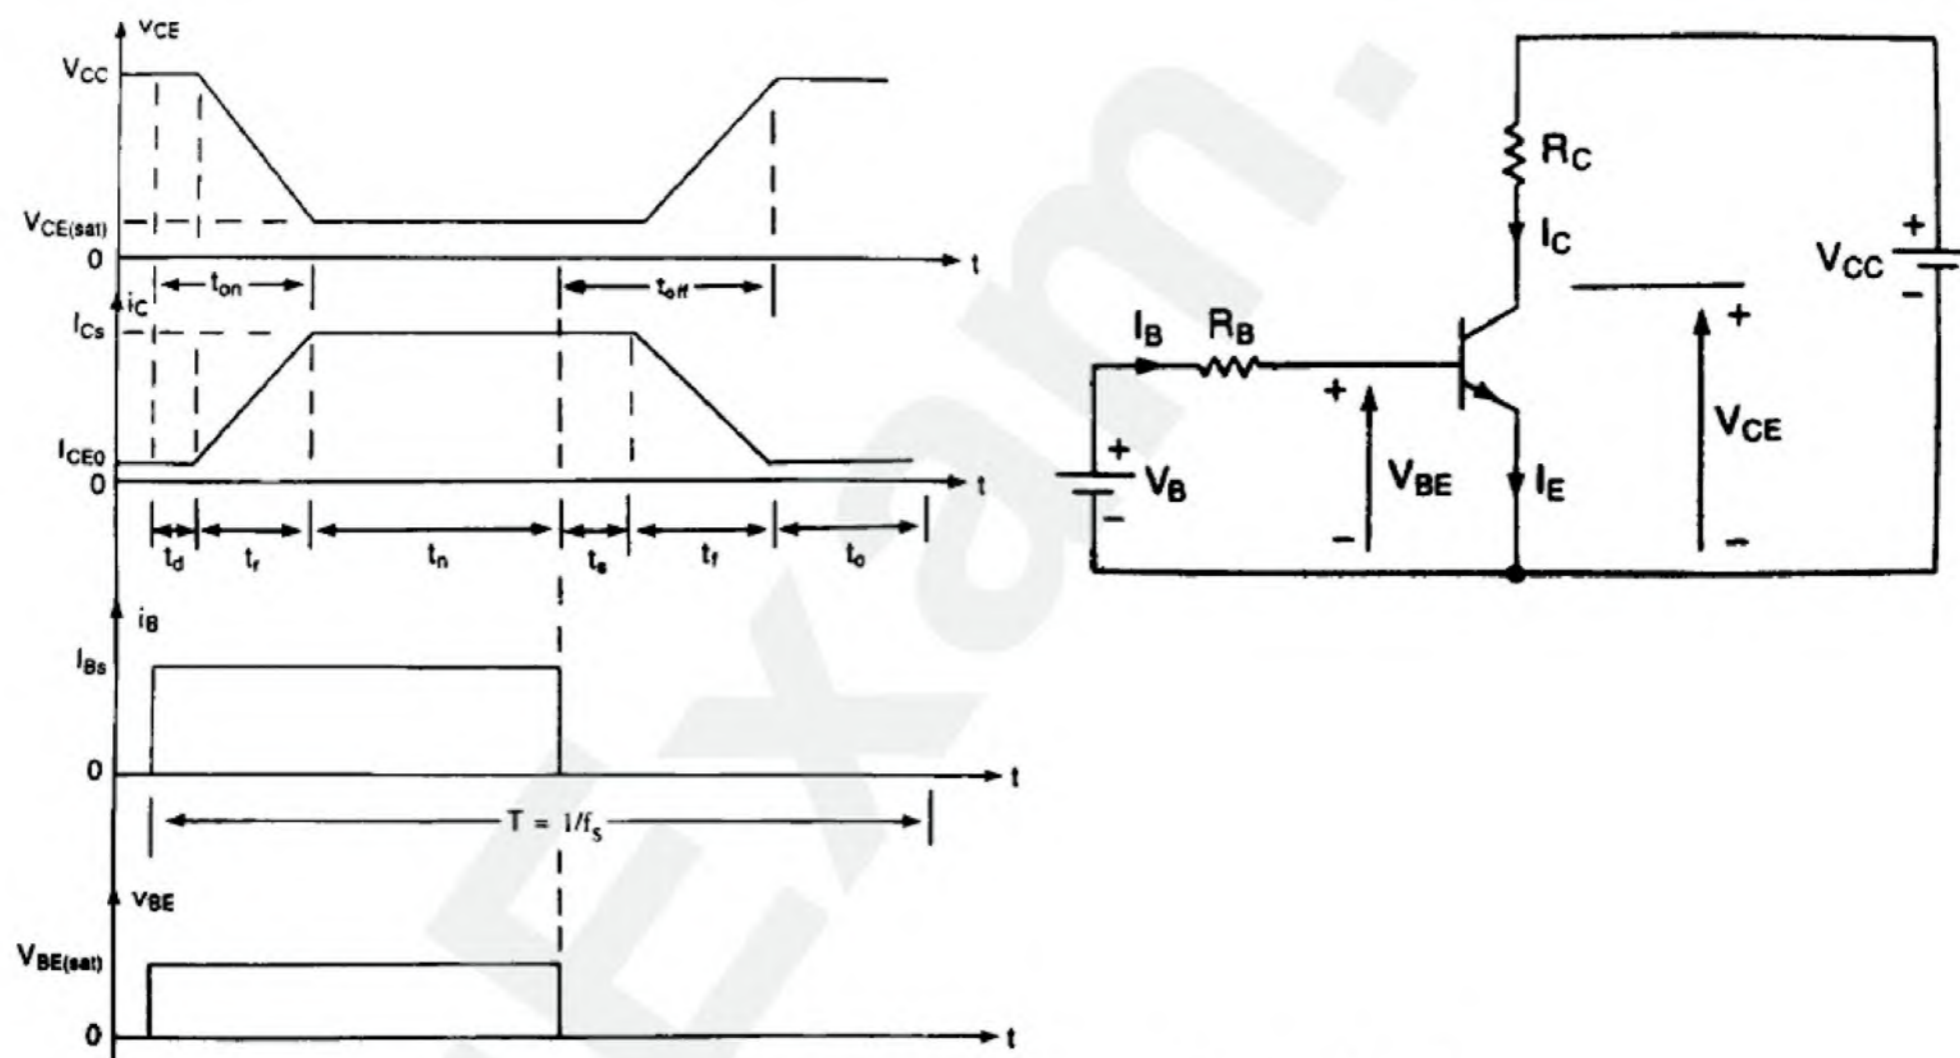 vCE
VCC
VCE(sat)
0
t
ton
toff
iC
ICs
ICE0
0
t
td tr tn ts tf to
iB
IBs
0
t
T = 1/fs
vBE
VBE(sat)
0
t
RC
IC
VCC
+
-
IB
RB
+
VBE
-
+
VB
-
IE
+
VCE
-
Exam.